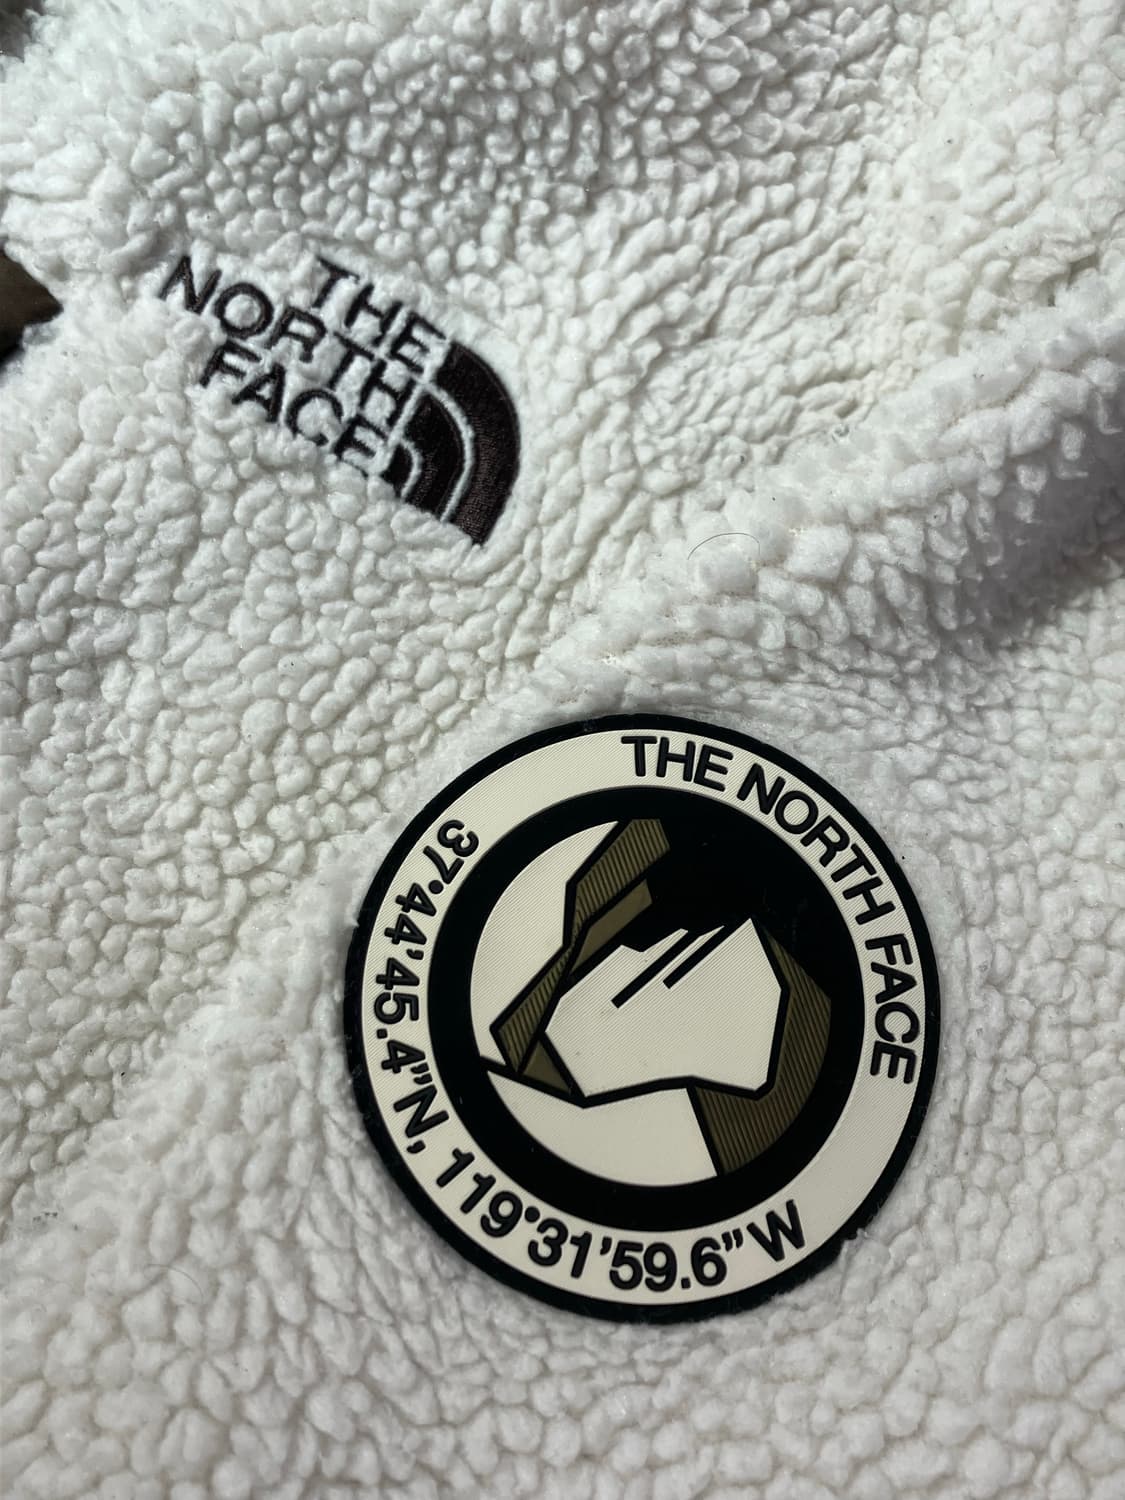 THE
NORTH
FACE
THE NORTH FACE
37°44'45.4”N, 119°31’59.6” W